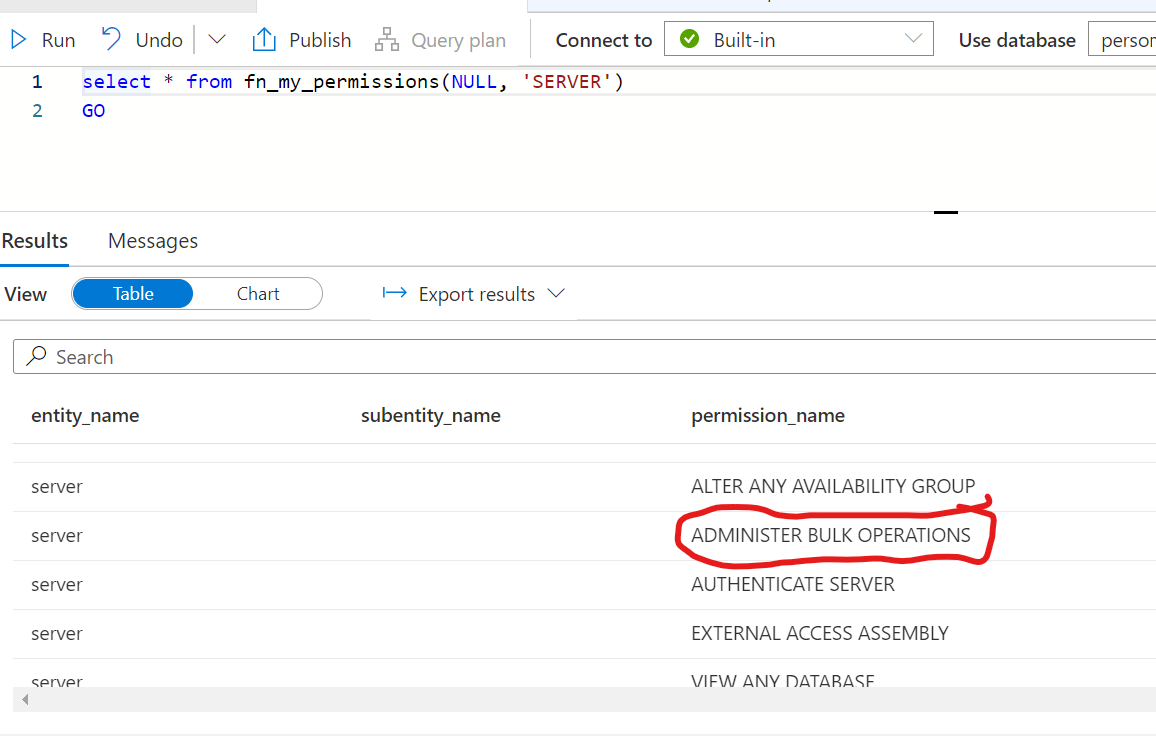 Run Undo Publish Query plan Connect to Built-in Use database
1 select * from fn_my_permissions(NULL, 'SERVER')
2 GO
Results Messages
View Table Chart Export results
Search
entity_name subentity_name permission_name
server ALTER ANY AVAILABILITY GROUP
server ADMINISTER BULK OPERATIONS
server AUTHENTICATE SERVER
server EXTERNAL ACCESS ASSEMBLY
server VIEW ANY DATABASE